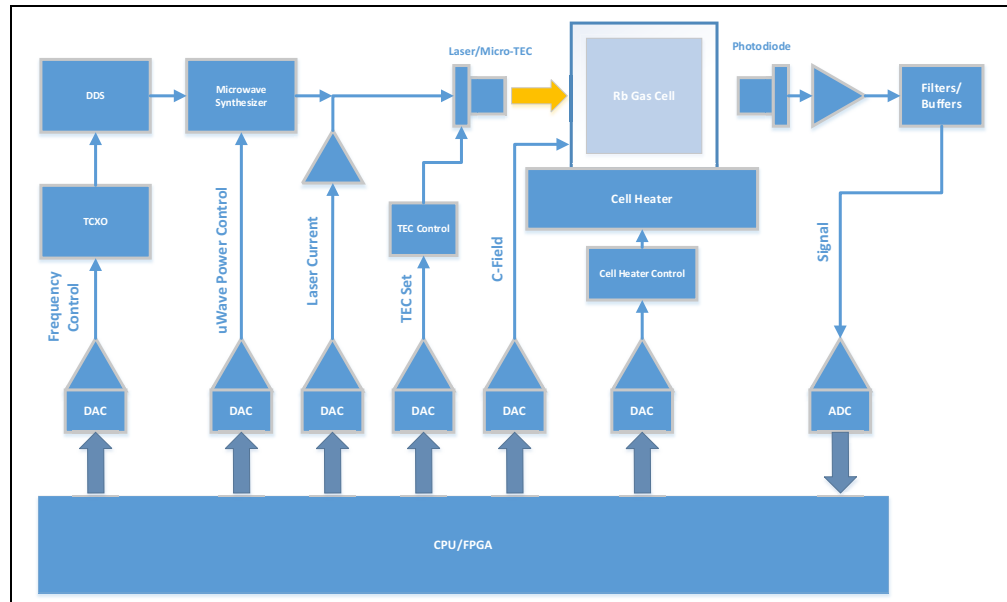 Laser/Micro-TEC
Photodiode
DDS
Microwave
Synthesizer
Rb Gas Cell
Filters/
Buffers
TCXO
Cell Heater
TEC Control
Cell Heater Control
Frequency
Control
uWave Power Control
Laser Current
TEC Set
C-Field
Signal
DAC
DAC
DAC
DAC
DAC
DAC
ADC
CPU/FPGA